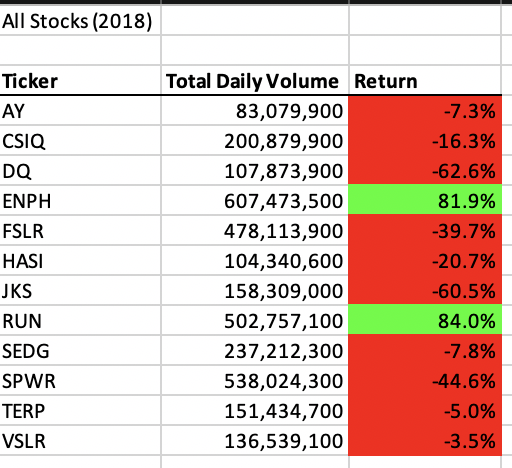 All Stocks (2018)
Ticker Total Daily Volume Return
AY 83,079,900 -7.3%
CSIQ 200,879,900 -16.3%
DQ 107,873,900 -62.6%
ENPH 607,473,500 81.9%
FSLR 478,113,900 -39.7%
HASI 104,340,600 -20.7%
JKS 158,309,000 -60.5%
RUN 502,757,100 84.0%
SEDG 237,212,300 -7.8%
SPWR 538,024,300 -44.6%
TERP 151,434,700 -5.0%
VSLR 136,539,100 -3.5%